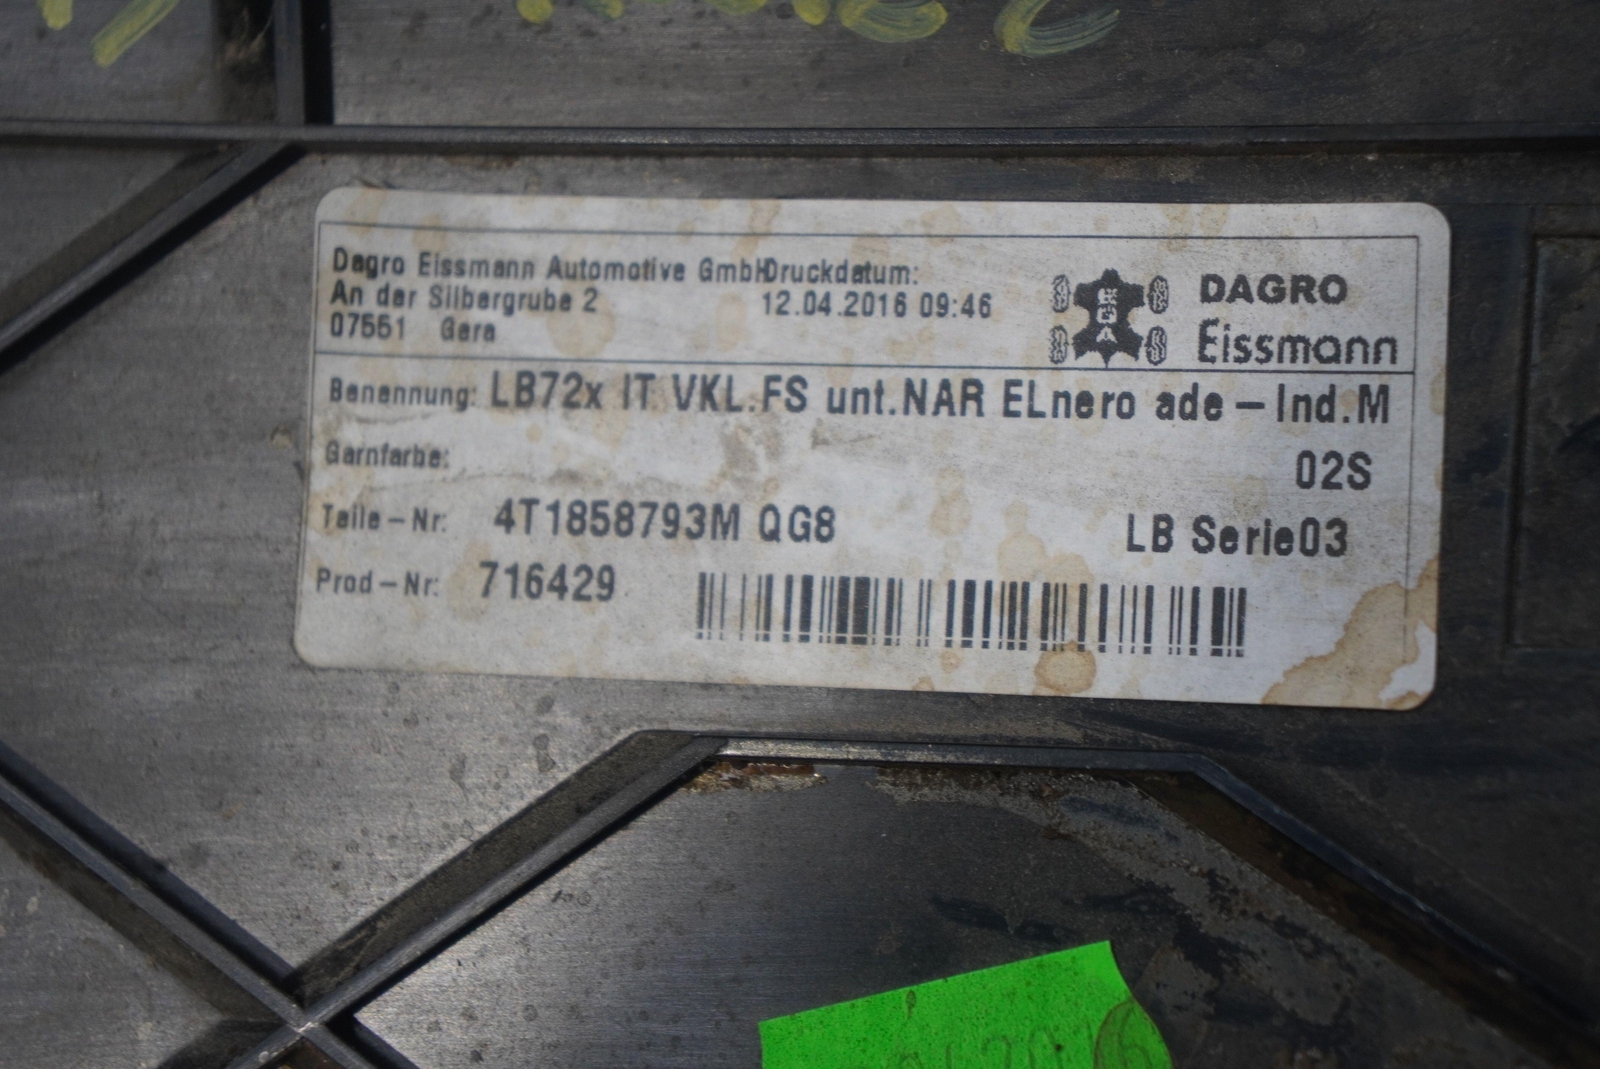 Dagro Eissmann Automotive GmbH Druckdatum:
An der Silbergrube 2 12.04.2016 09:46
07551 Gera
DAGRO
Eissmann
Benennung: LB72x IT VKL.FS unt.NAR ELnero ade – Ind.M
Garnfarbe: 02S
Teile – Nr: 4T1858793M QG8 LB Serie03
Prod – Nr: 716429